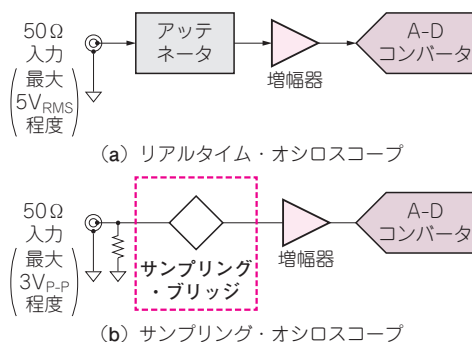 50Ω
入力
最大
5VRMS
程度
アッテ
ネータ
増幅器
A-D
コンバータ
(a) リアルタイム・オシロスコープ
50Ω
入力
最大
3VP-P
程度
サンプリング
・ブリッジ
増幅器
A-D
コンバータ
(b) サンプリング・オシロスコープ